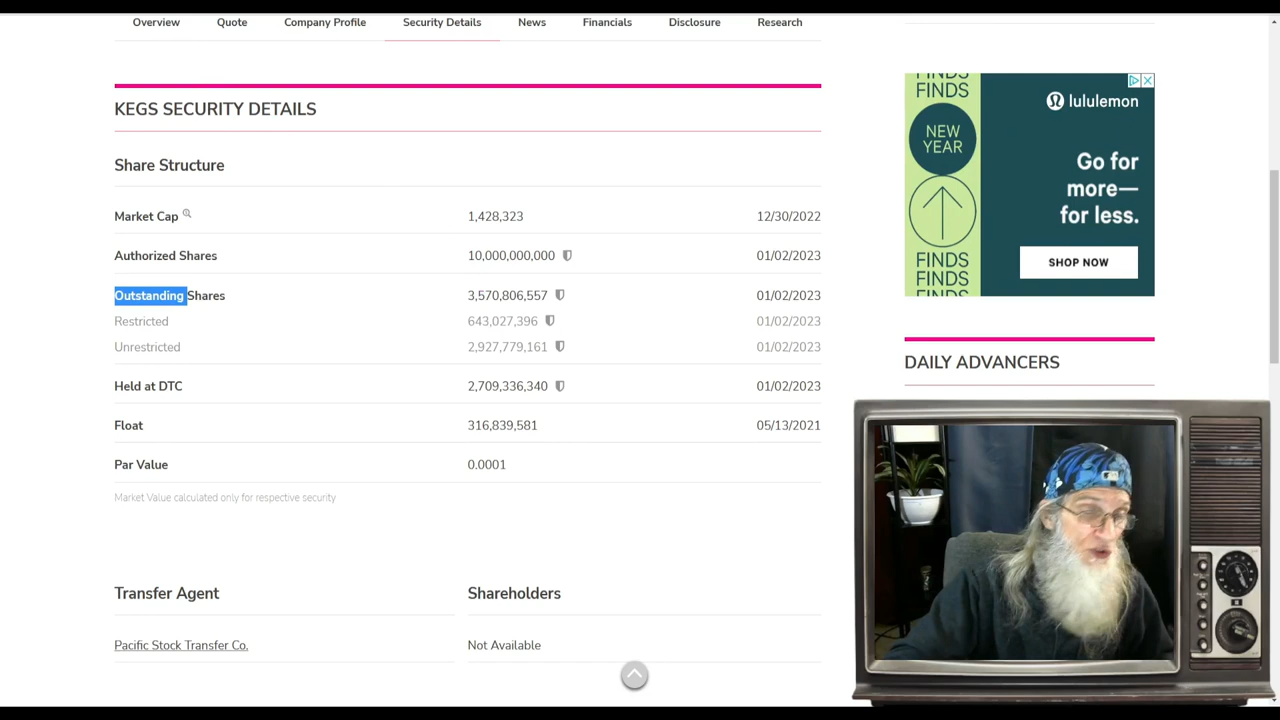 Overview Quote Company Profile Security Details News Financials Disclosure Research
KEGS SECURITY DETAILS
Share Structure
Market Cap 1,428,323 12/30/2022
Authorized Shares 10,000,000,000 01/02/2023
Outstanding Shares 3,570,806,557 01/02/2023
Restricted 643,027,396 01/02/2023
Unrestricted 2,927,779,161 01/02/2023
Held at DTC 2,709,336,340 01/02/2023
Float 316,839,581 05/13/2021
Par Value 0.0001
Market Value calculated only for respective security
Transfer Agent Shareholders
Pacific Stock Transfer Co. Not Available
FINDS
FINDS
NEW
YEAR
FINDS
FINDS
FINDS
lululemon
Go for
more—
for less.
SHOP NOW
DAILY ADVANCERS